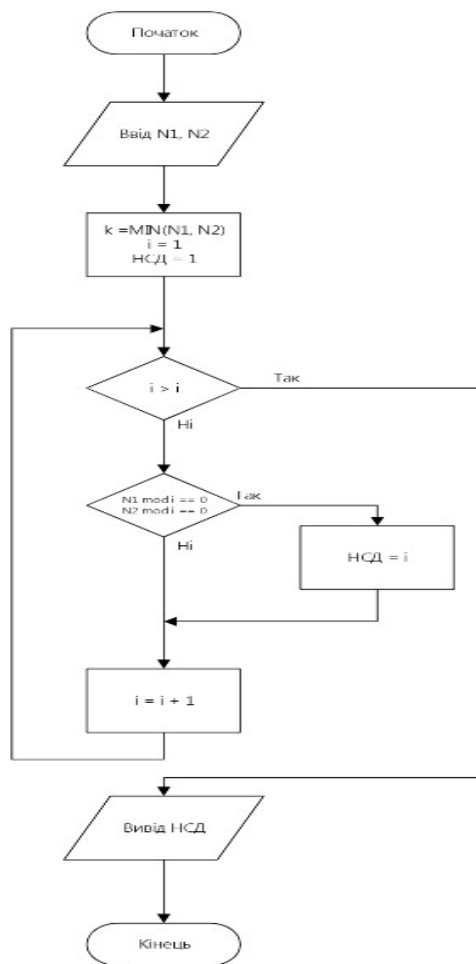 Початок
Ввід N1, N2
k =MIN(N1, N2)
i = 1
НСД = 1
i > i
Так
Ні
N1 mod i == 0
N2 mod i == 0
Так
Ні
НСД = i
i = i + 1
Вивід НСД
Кінець